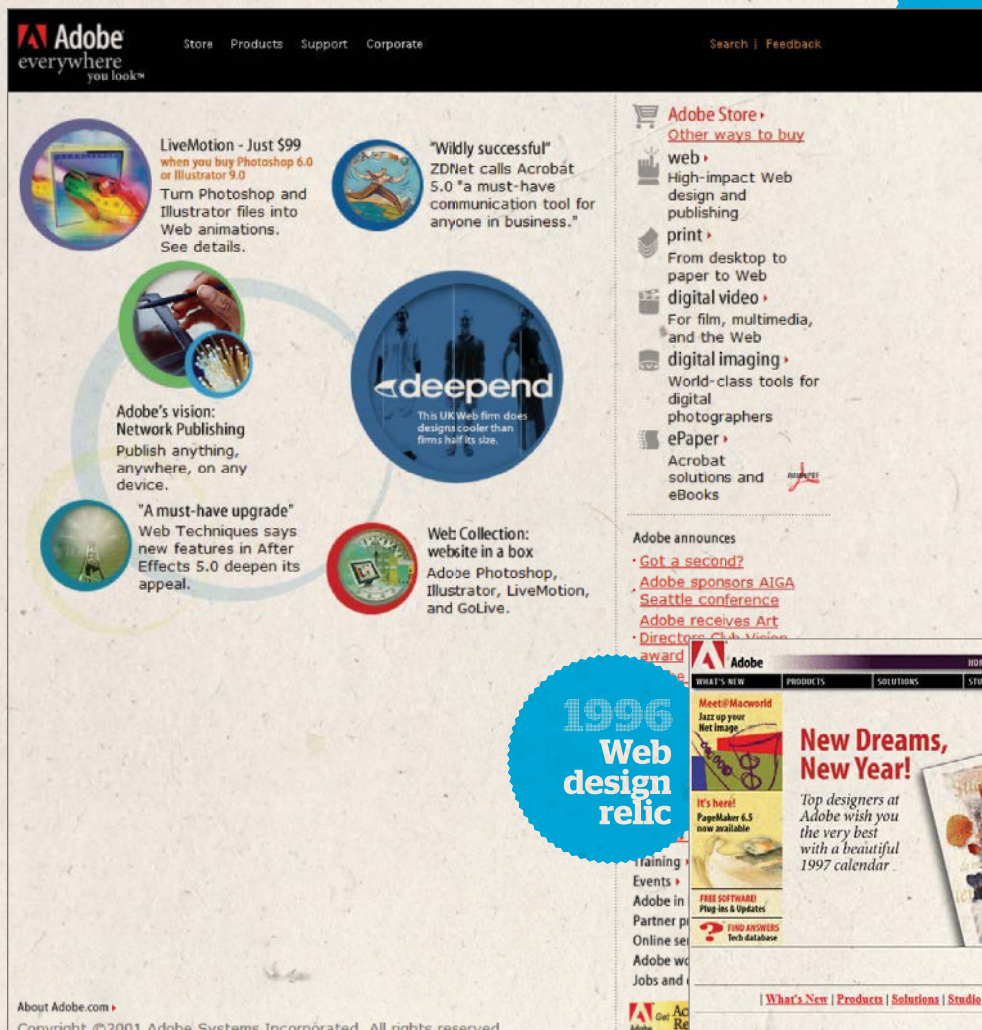 Adobe
everywhere
you look™
Store Products Support Corporate
Search | Feedback
LiveMotion - Just $99
when you buy Photoshop 6.0
or Illustrator 9.0
Turn Photoshop and
Illustrator files into
Web animations.
See details.
"Wildly successful"
ZDNet calls Acrobat
5.0 "a must-have
communication tool for
anyone in business."
Adobe's vision:
Network Publishing
Publish anything,
anywhere, on any
device.
deepend
This UK Web firm does
designs cooler than
firms half its size.
"A must-have upgrade"
Web Techniques says
new features in After
Effects 5.0 deepen its
appeal.
Web Collection:
website in a box
Adobe Photoshop,
Illustrator, LiveMotion,
and GoLive.
Adobe Store
Other ways to buy
web
High-impact Web
design and
publishing
print
From desktop to
paper to Web
digital video
For film, multimedia,
and the Web
digital imaging
World-class tools for
digital
photographers
ePaper
Acrobat
solutions and
eBooks
Adobe announces
Got a second?
Adobe sponsors AIGA
Seattle conference
Adobe receives Art
Directors Club Vision
award
Training
Events
Adobe in
Partner
Online
Adobe
Jobs and
Get
Adobe
About Adobe.com
Copyright ©2001 Adobe Systems Incorporated. All rights reserved
1996
Web
design
relic
Adobe
WHAT'S NEW PRODUCTS SOLUTIONS
Meet@Macworld
Jazz up your
Net image
It's here!
PageMaker 6.5
now available
FREE SOFTWARE!
Plug-ins & Updates
FIND ANSWERS
Tech database
New Dreams,
New Year!
Top designers at
Adobe wish you
the very best
with a beautiful
1997 calendar
| What's New | Products | Solutions | Studio